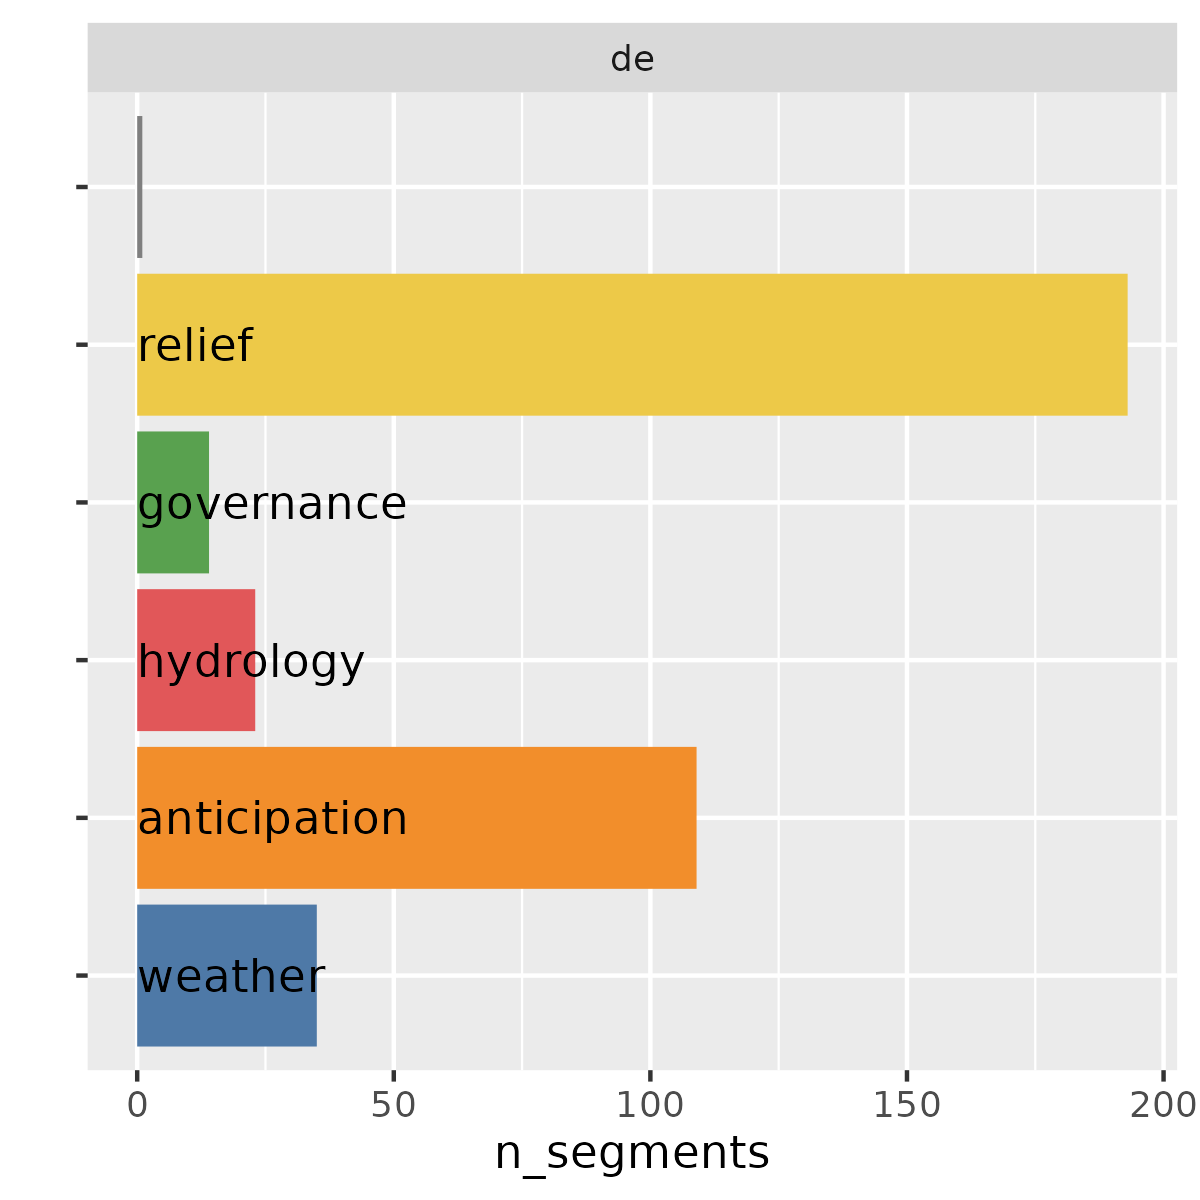 de
relief
governance
hydrology
anticipation
weather
0 50 100 150 200
n_segments